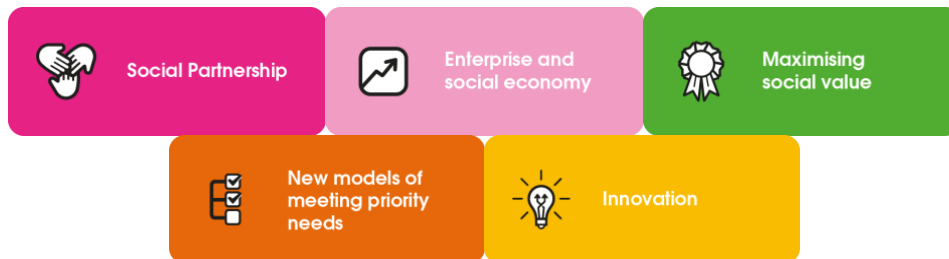 Social Partnership
Enterprise and
social economy
Maximising
social value
New models of
meeting priority
needs
Innovation